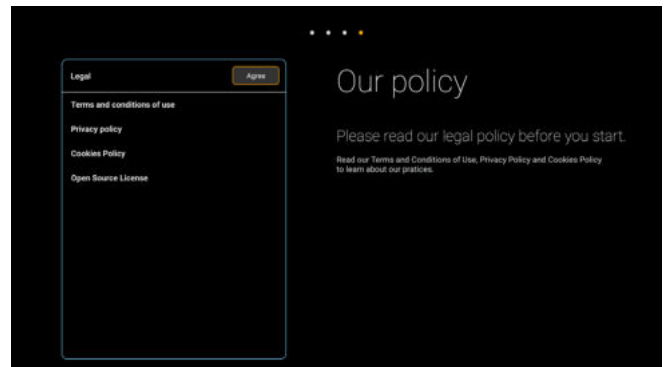 Legal
Agree
Terms and conditions of use
Privacy policy
Cookies Policy
Open Source License
Our policy
Please read our legal policy before you start.
Read our Terms and Conditions of Use, Privacy Policy and Cookies Policy
to learn about our pratices.